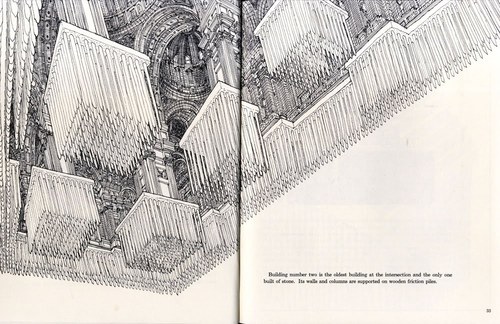 Building number two is the oldest building at the intersection and the only one
built of stone. Its walls and columns are supported on wooden friction piles.